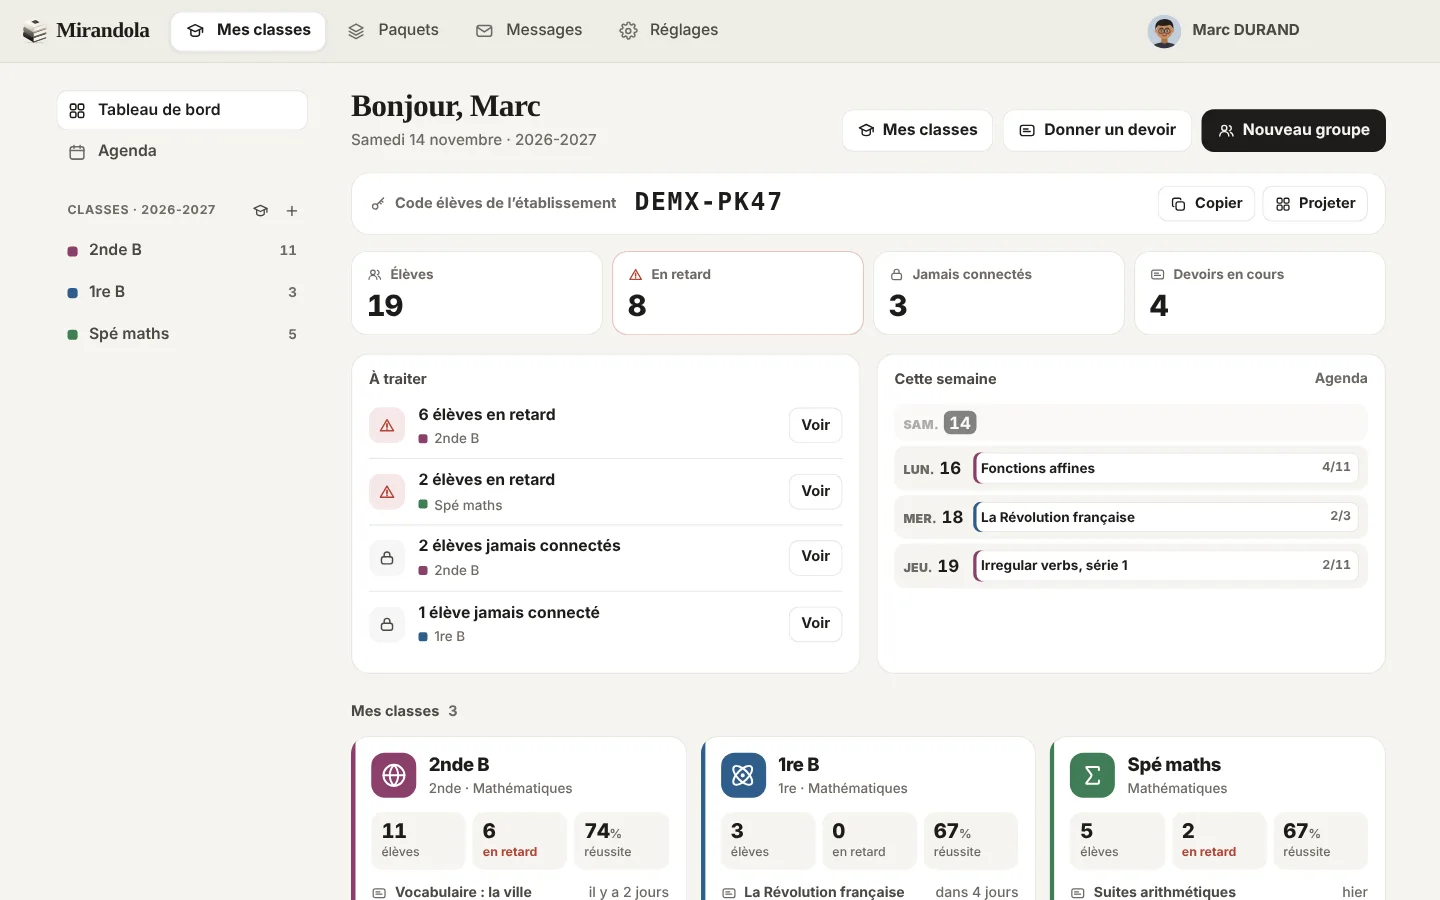 Mirandola
Mes classes
Paquets
Messages
Réglages
Marc DURAND
Tableau de bord
Agenda
CLASSES · 2026-2027
2nde B 11
1re B 3
Spé maths 5
Bonjour, Marc
Samedi 14 novembre · 2026-2027
Mes classes
Donner un devoir
Nouveau groupe
Code élèves de l’établissement DEMX-PK47
Copier
Projeter
Élèves
19
En retard
8
Jamais connectés
3
Devoirs en cours
4
À traiter
6 élèves en retard
2nde B
Voir
2 élèves en retard
Spé maths
Voir
2 élèves jamais connectés
2nde B
Voir
1 élève jamais connecté
1re B
Voir
Cette semaine
Agenda
SAM. 14
LUN. 16 Fonctions affines 4/11
MER. 18 La Révolution française 2/3
JEU. 19 Irregular verbs, série 1 2/11
Mes classes 3
2nde B
2nde · Mathématiques
11 élèves
6 en retard
74% réussite
Vocabulaire : la ville il y a 2 jours
1re B
1re · Mathématiques
3 élèves
0 en retard
67% réussite
La Révolution française dans 4 jours
Spé maths
Mathématiques
5 élèves
2 en retard
67% réussite
Suites arithmétiques hier